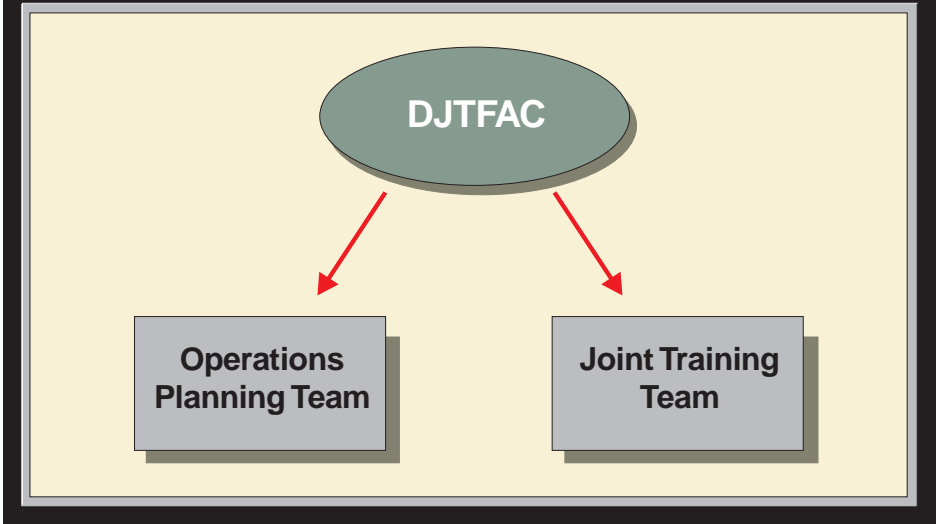 DJTFAC
Operations
Planning Team
Joint Training
Team